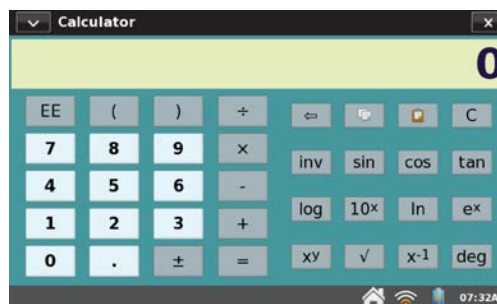 Calculator x
0
EE ( ) ÷ C
7 8 9 × inv sin cos tan
4 5 6 -
1 2 3 + log 10x ln ex
0 . ± = xy √ x-1 deg
07:32A